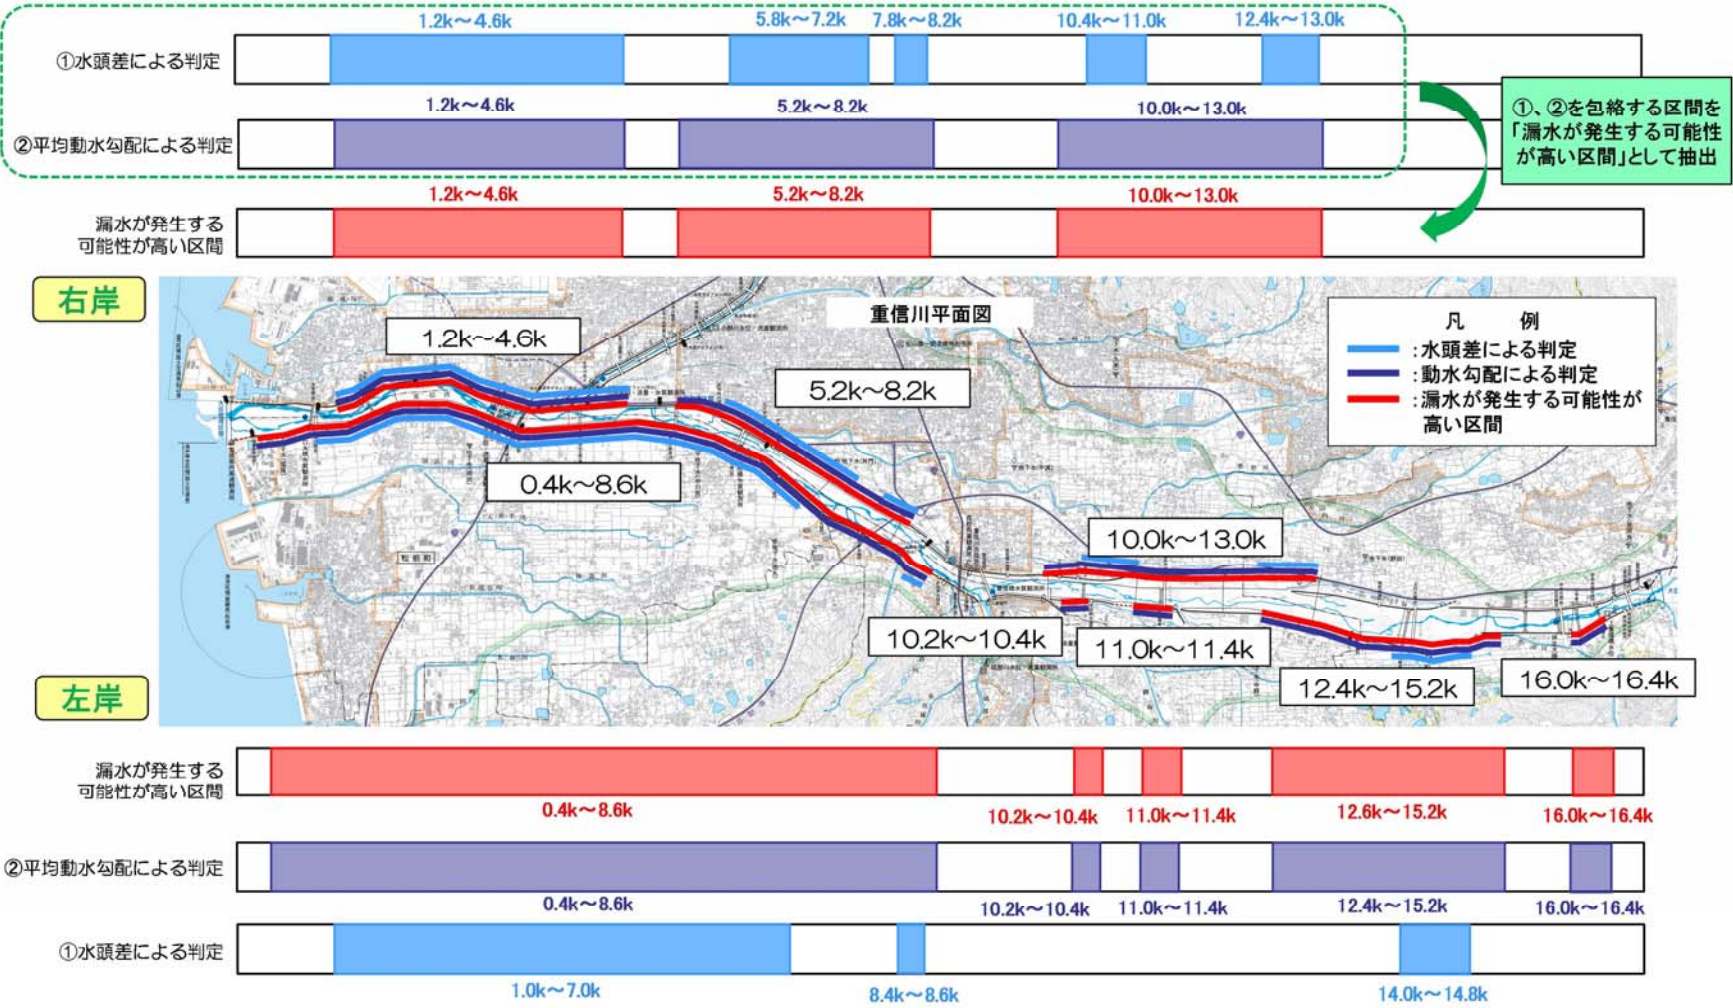 1.2k～4.6k 5.8k～7.2k 7.8k～8.2k 10.4k～11.0k 12.4k～13.0k
①水頭差による判定
1.2k～4.6k 5.2k～8.2k 10.0k～13.0k
②平均動水勾配による判定
①、②を包絡する区間を
「漏水が発生する可能性
が高い区間」として抽出
1.2k～4.6k 5.2k～8.2k 10.0k～13.0k
漏水が発生する
可能性が高い区間
右岸
重信川平面図
凡 例
：水頭差による判定
：動水勾配による判定
：漏水が発生する可能性が
高い区間
1.2k～4.6k
5.2k～8.2k
0.4k～8.6k
10.0k～13.0k
松前町
10.2k～10.4k
11.0k～11.4k
12.4k～15.2k
16.0k～16.4k
左岸
漏水が発生する
可能性が高い区間
0.4k～8.6k 10.2k～10.4k 11.0k～11.4k 12.6k～15.2k 16.0k～16.4k
②平均動水勾配による判定
0.4k～8.6k 10.2k～10.4k 11.0k～11.4k 12.4k～15.2k 16.0k～16.4k
①水頭差による判定
1.0k～7.0k 8.4k～8.6k 14.0k～14.8k